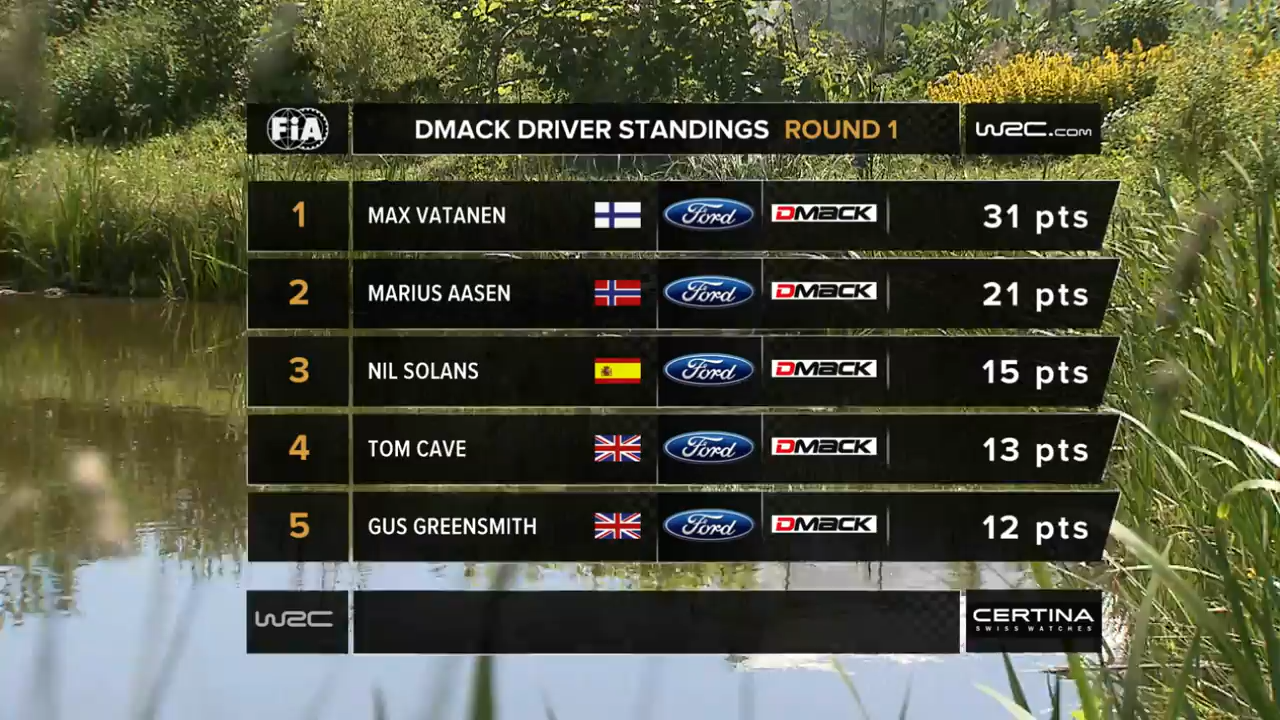 FiA DMACK DRIVER STANDINGS ROUND 1 WRC.COM
1 MAX VATANEN Ford DMACK 31 pts
2 MARIUS AASEN Ford DMACK 21 pts
3 NIL SOLANS Ford DMACK 15 pts
4 TOM CAVE Ford DMACK 13 pts
5 GUS GREENSMITH Ford DMACK 12 pts
WRC CERTINA
SWISS WATCHES